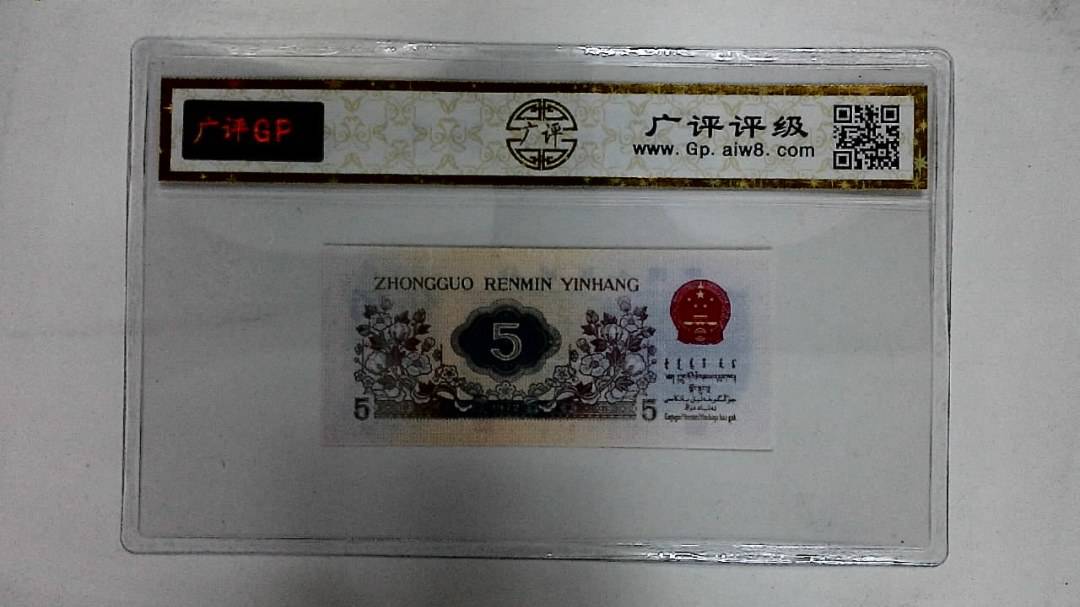 广评GP
广评
广评评级
www. Gp. aiw8. com
ZHONGGUO RENMIN YINHANG
5
5
5